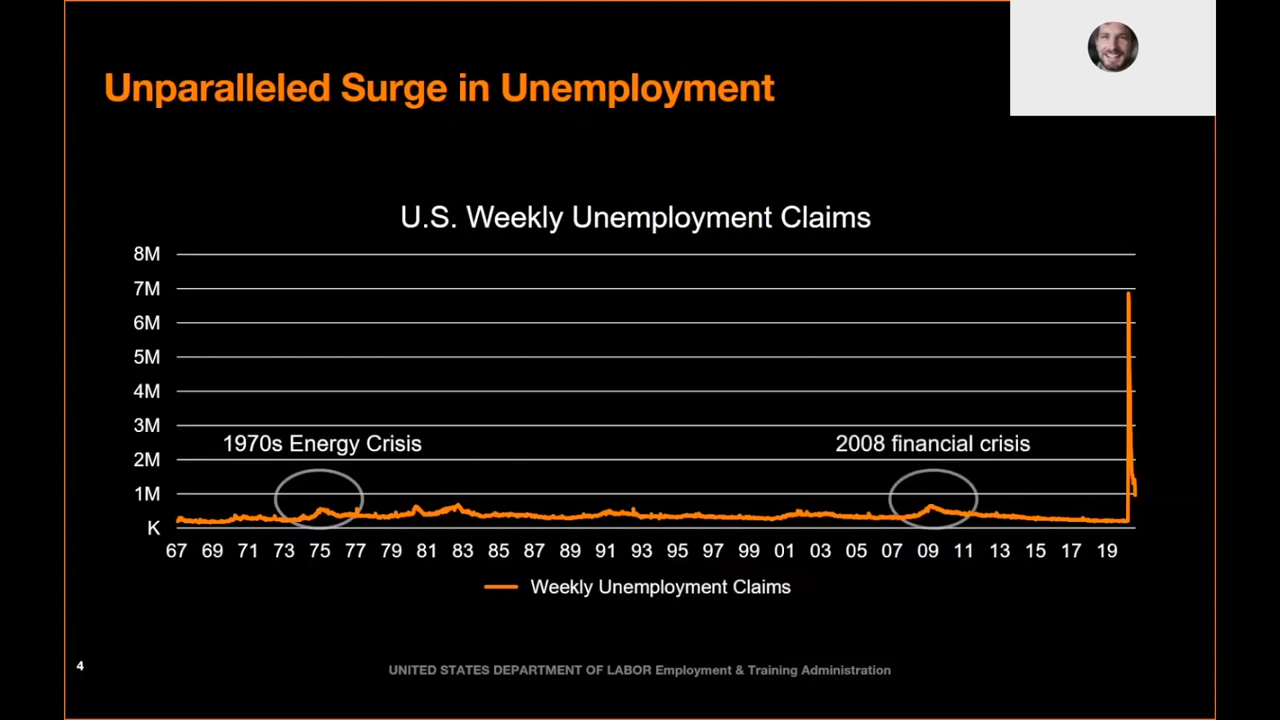 Unparalleled Surge in Unemployment
U.S. Weekly Unemployment Claims
8M
7M
6M
5M
4M
3M
1970s Energy Crisis 2008 financial crisis
2M
1M
K
67 69 71 73 75 77 79 81 83 85 87 89 91 93 95 97 99 01 03 05 07 09 11 13 15 17 19
Weekly Unemployment Claims
4 UNITED STATES DEPARTMENT OF LABOR Employment & Training Administration